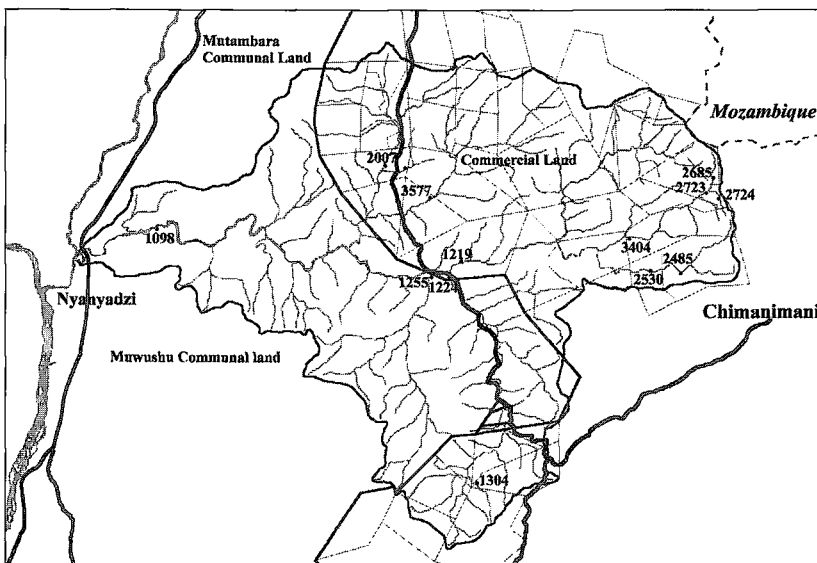 Mutambara
Communal Land
Mozambique
2007
Commercial Land
2685
3577
2723
2724
1098
3404
1219
2485
1255
1224
2530
Nyanyadzi
Chimanimani
Muwushu Communal land
1304